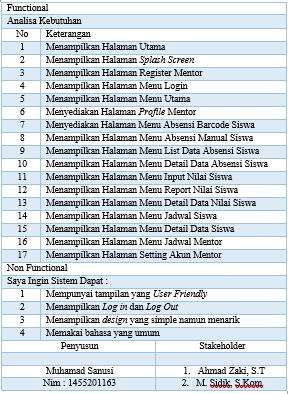 Functional
Analisa Kebutuhan
No Keterangan
1 Menampilkan Halaman Utama
2 Menampilkan Splash Screen
3 Menampilkan Halaman Register Mentor
4 Menampilkan Halaman Menu Login
5 Menampilkan Halaman Menu Utama
6 Menyediakan Halaman Profile Mentor
7 Menyediakan Halaman Menu Absensi Barcode Siswa
8 Menampilkan Halaman Menu Absensi Manual Siswa
9 Menampilkan Halaman Menu List Data Absensi Siswa
10 Menampilkan Halaman Menu Detail Data Absensi Siswa
11 Menampilkan Halaman Menu Input Nilai Siswa
12 Menampilkan Halaman Menu Report Nilai Siswa
13 Menampilkan Halaman Menu Detail Data Nilai Siswa
14 Menampilkan Halaman Menu Jadwal Siswa
15 Menampilkan Halaman Menu Detail Data Siswa
16 Menampilkan Halaman Menu Jadwal Mentor
17 Menampilkan Halaman Setting Akun Mentor
Non Functional
Saya Ingin Sistem Dapat :
1 Mempunyai tampilan yang User Friendly
2 Menampilkan Log in dan Log Out
3 Menampilkan design yang simple namun menarik
4 Memakai bahasa yang umum
Penyusun Stakeholder
Muhamad Sanusi 1. Ahmad Zaki, S.T
Nim : 1455201163 2. M. Sidik, S.Kom